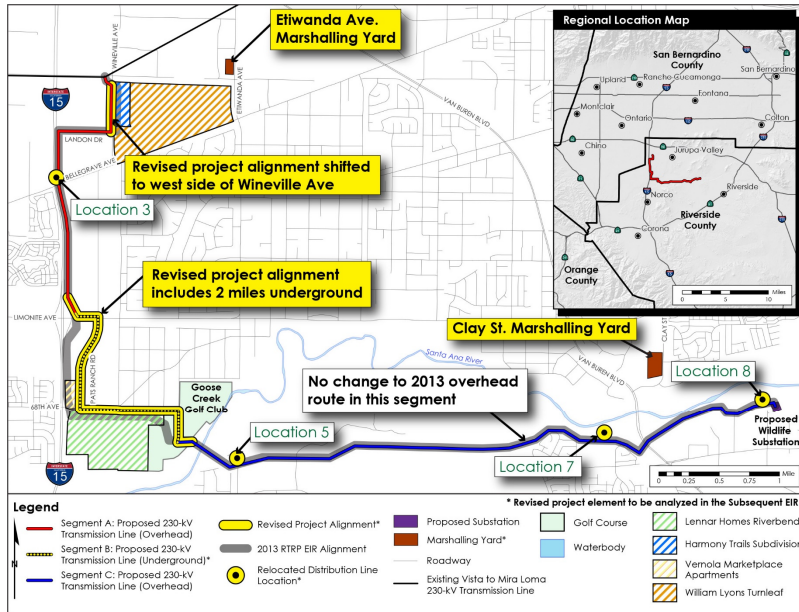 Etiwanda Ave.
Marshalling Yard
WINEVILLE AVE
ETIWANDA AVE
INTERSTATE
15
LANDON DR
BELLEGRAVE AVE
VAN BUREN BLVD
Revised project alignment shifted
to west side of Wineville Ave
Location 3
Revised project alignment
includes 2 miles underground
LIMONITE AVE
PATS RANCH RD
68TH AVE
Goose
Creek
Golf Club
Clay St. Marshalling Yard
CLAY ST
Santa Ana River
VAN BUREN BLVD
No change to 2013 overhead
route in this segment
Location 8
Location 5
Location 7
Proposed
Wildlife
Substation
15
0 0.25 0.5 0.75 1
Mile
Regional Location Map
San Bernardino
County
San Bernardino
Upland
Rancho Cucamonga
Fontana
Montclair
Ontario
Colton
Chino
Jurupa Valley
Riverside
Norco
Riverside
County
Corona
Orange
County
Miles
0 5 10
* Revised project element to be analyzed in the Subsequent EIR
Legend
N
Segment A: Proposed 230-kV
Transmission Line (Overhead)
Segment B: Proposed 230-kV
Transmission Line (Underground)*
Segment C: Proposed 230-kV
Transmission Line (Overhead)
Revised Project Alignment*
2013 RTRP EIR Alignment
Relocated Distribution Line
Location*
Proposed Substation
Marshalling Yard*
Roadway
Existing Vista to Mira Loma
230-kV Transmission Line
Golf Course
Waterbody
Lennar Homes Riverbend
Harmony Trails Subdivision
Vernola Marketplace
Apartments
William Lyons Turnleaf